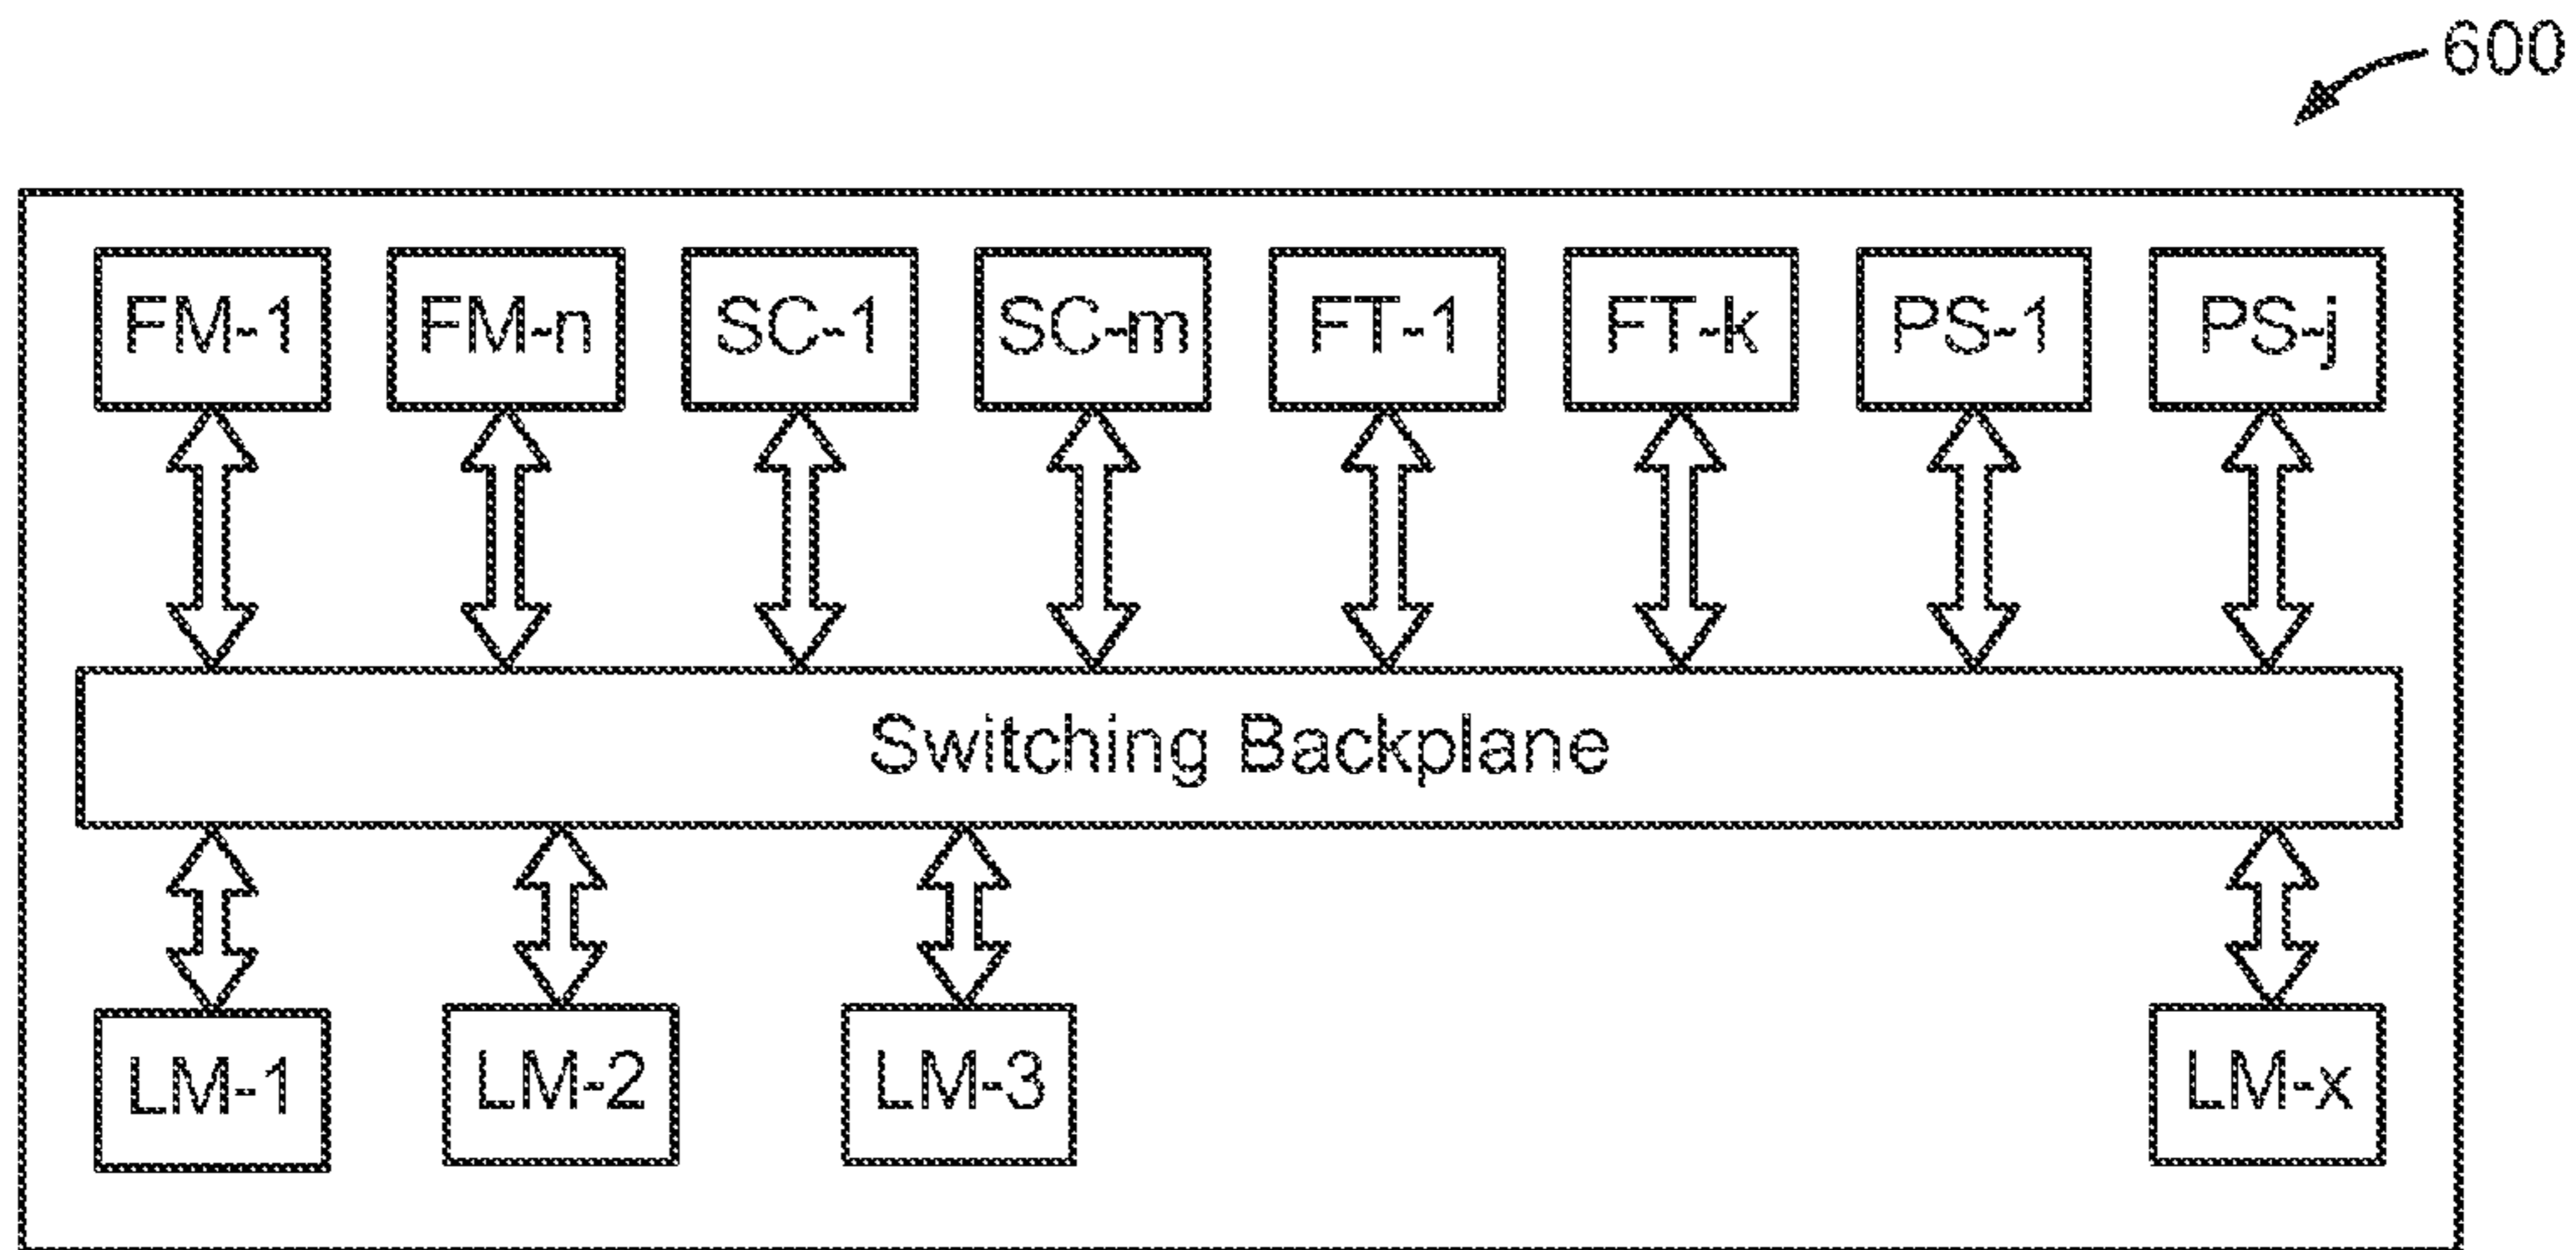 600
FM-1 FM-n SC-1 SC-m FT-1 FT-k PS-1 PS-j
Switching Backplane
LM-1 LM-2 LM-3 LM-x